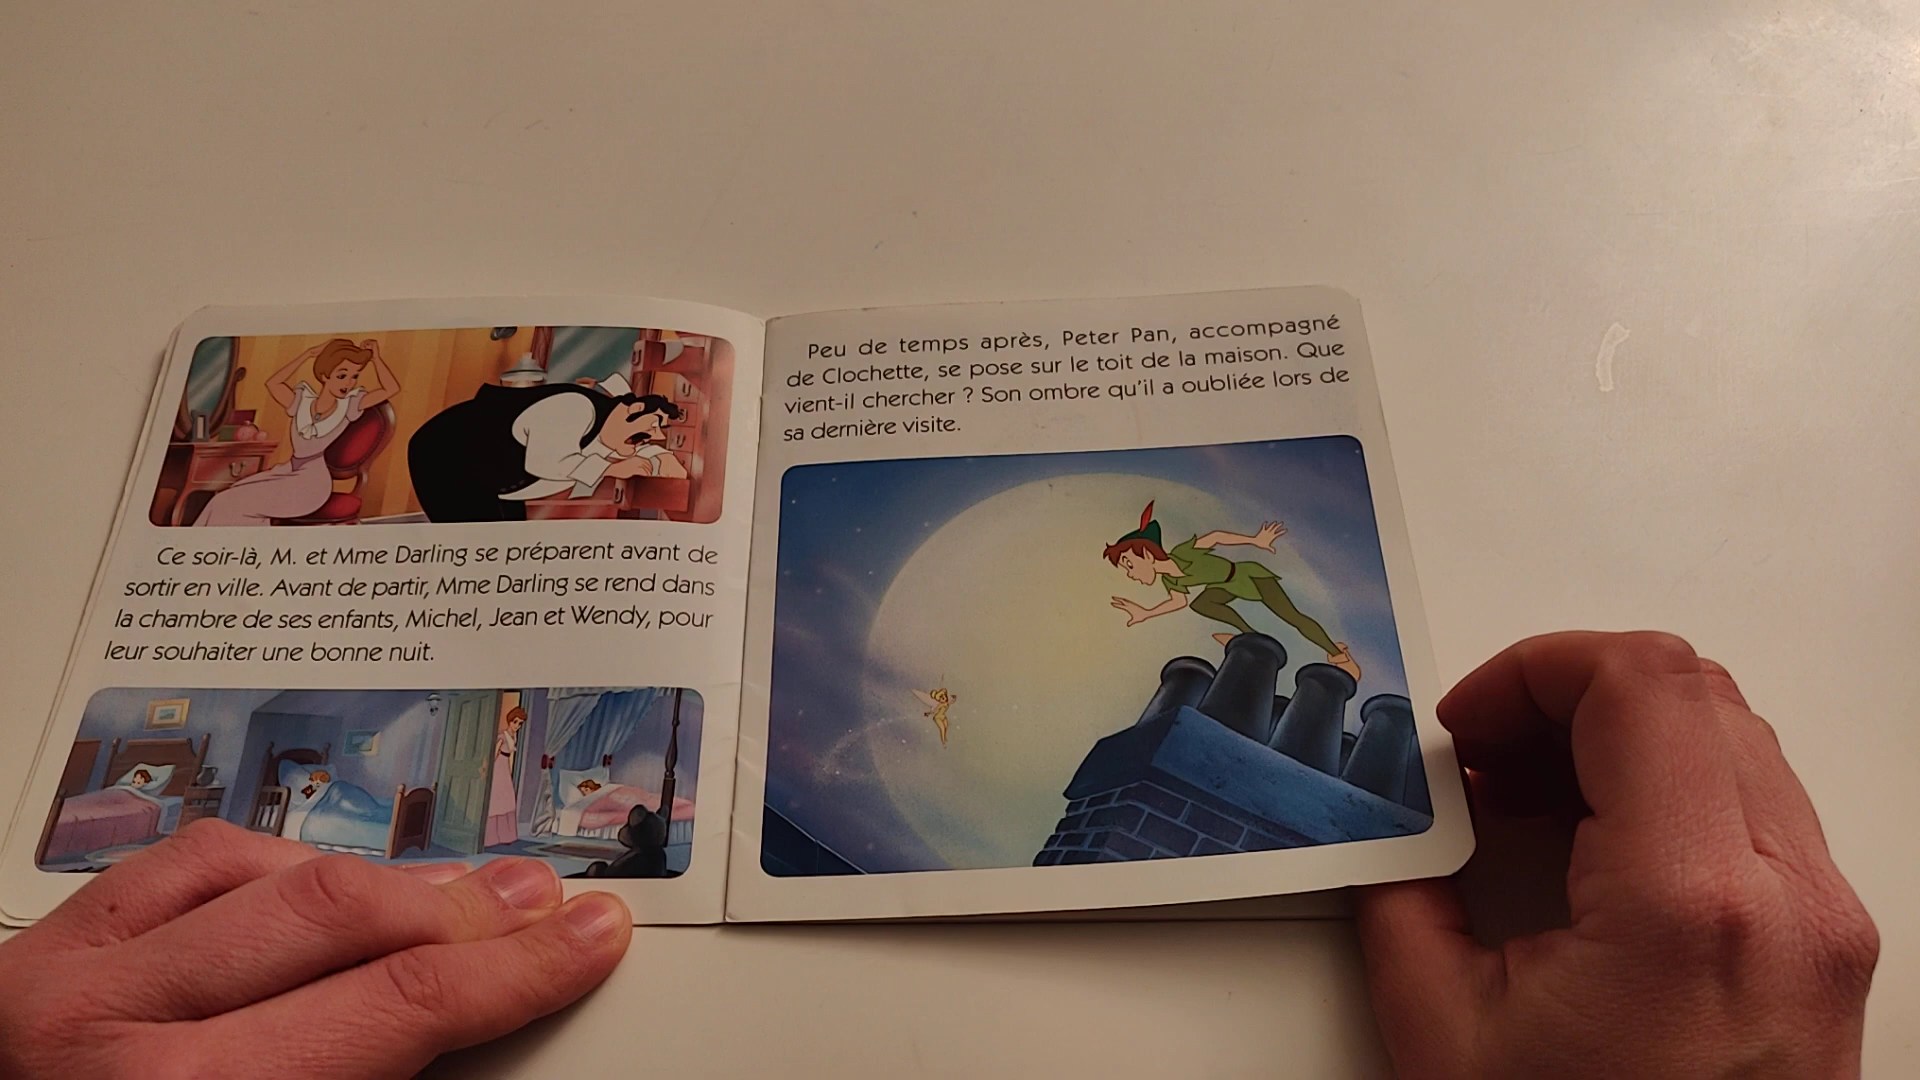 Ce soir-là, M. et Mme Darling se préparent avant de
sortir en ville. Avant de partir, Mme Darling se rend dans
la chambre de ses enfants, Michel, Jean et Wendy, pour
leur souhaiter une bonne nuit.
Peu de temps après, Peter Pan, accompagné
de Clochette, se pose sur le toit de la maison. Que
vient-il chercher ? Son ombre qu'il a oubliée lors de
sa dernière visite.